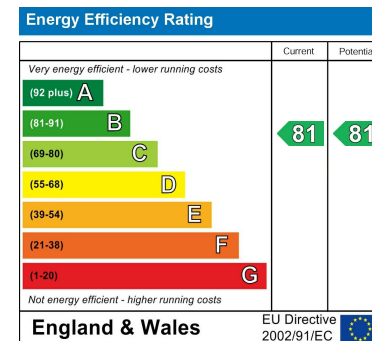 Energy Efficiency Rating
Current Potentia
Very energy efficient - lower running costs
(92 plus) A
(81-91) B
81 81
(69-80) C
(55-68) D
(39-54) E
(21-38) F
(1-20) G
Not energy efficient - higher running costs
England & Wales
EU Directive
2002/91/EC